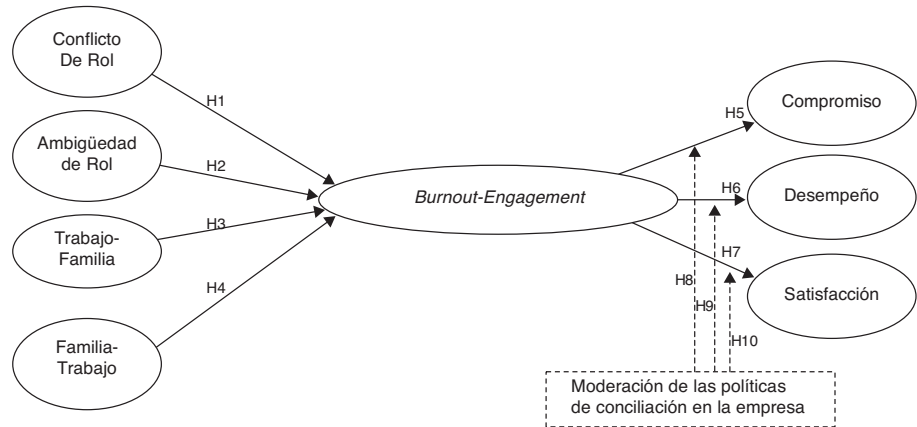 Conflicto
De Rol
H1
Ambigüedad
de Rol
H2
Trabajo-
Familia
H3
Familia-
Trabajo
H4
Burnout-Engagement
H5
Compromiso
H6
Desempeño
H7
Satisfacción
H8
H9
H10
Moderación de las políticas
de conciliación en la empresa